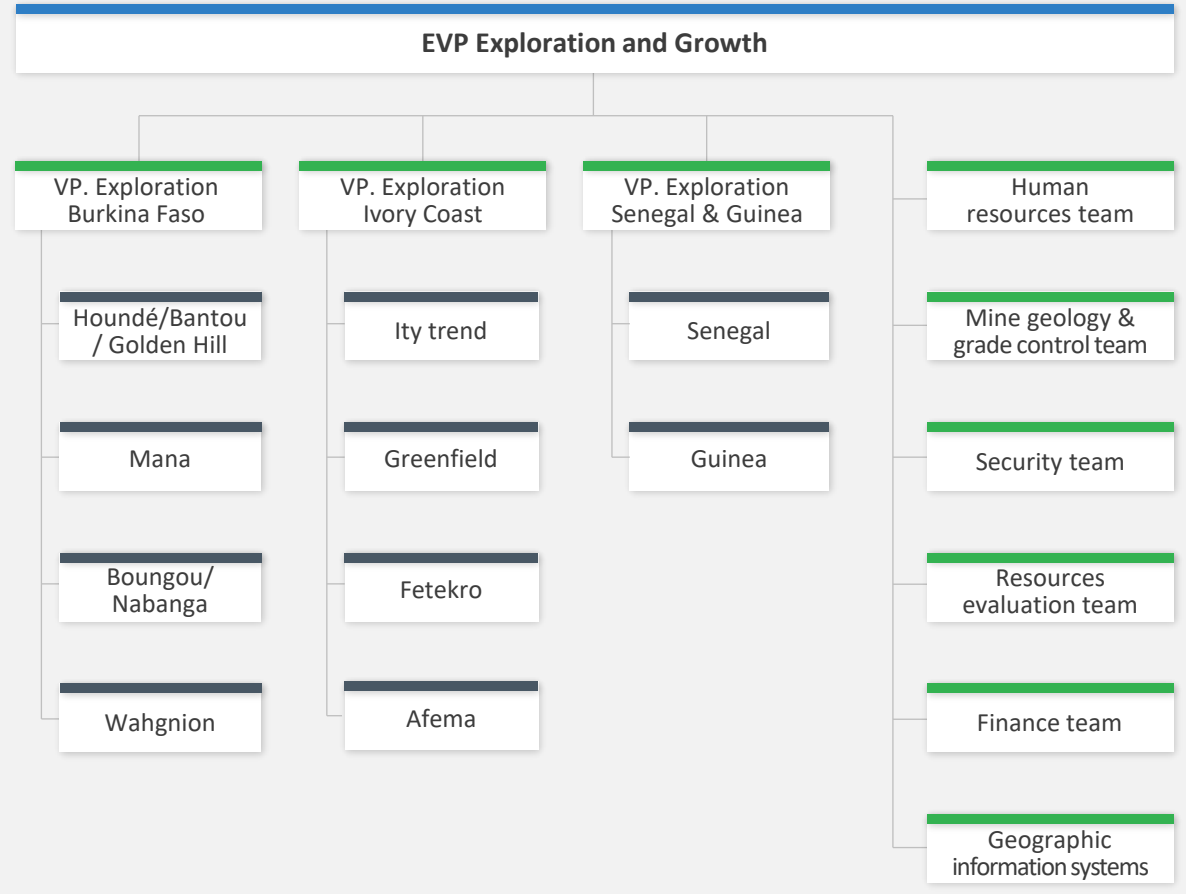 EVP Exploration and Growth
VP. Exploration
Burkina Faso
Houndé/Bantou
/ Golden Hill
Mana
Boungou/
Nabanga
Wahgnion
VP. Exploration
Ivory Coast
Ity trend
Greenfield
Fetekro
Afema
VP. Exploration
Senegal & Guinea
Senegal
Guinea
Human
resources team
Mine geology &
grade control team
Security team
Resources
evaluation team
Finance team
Geographic
information systems